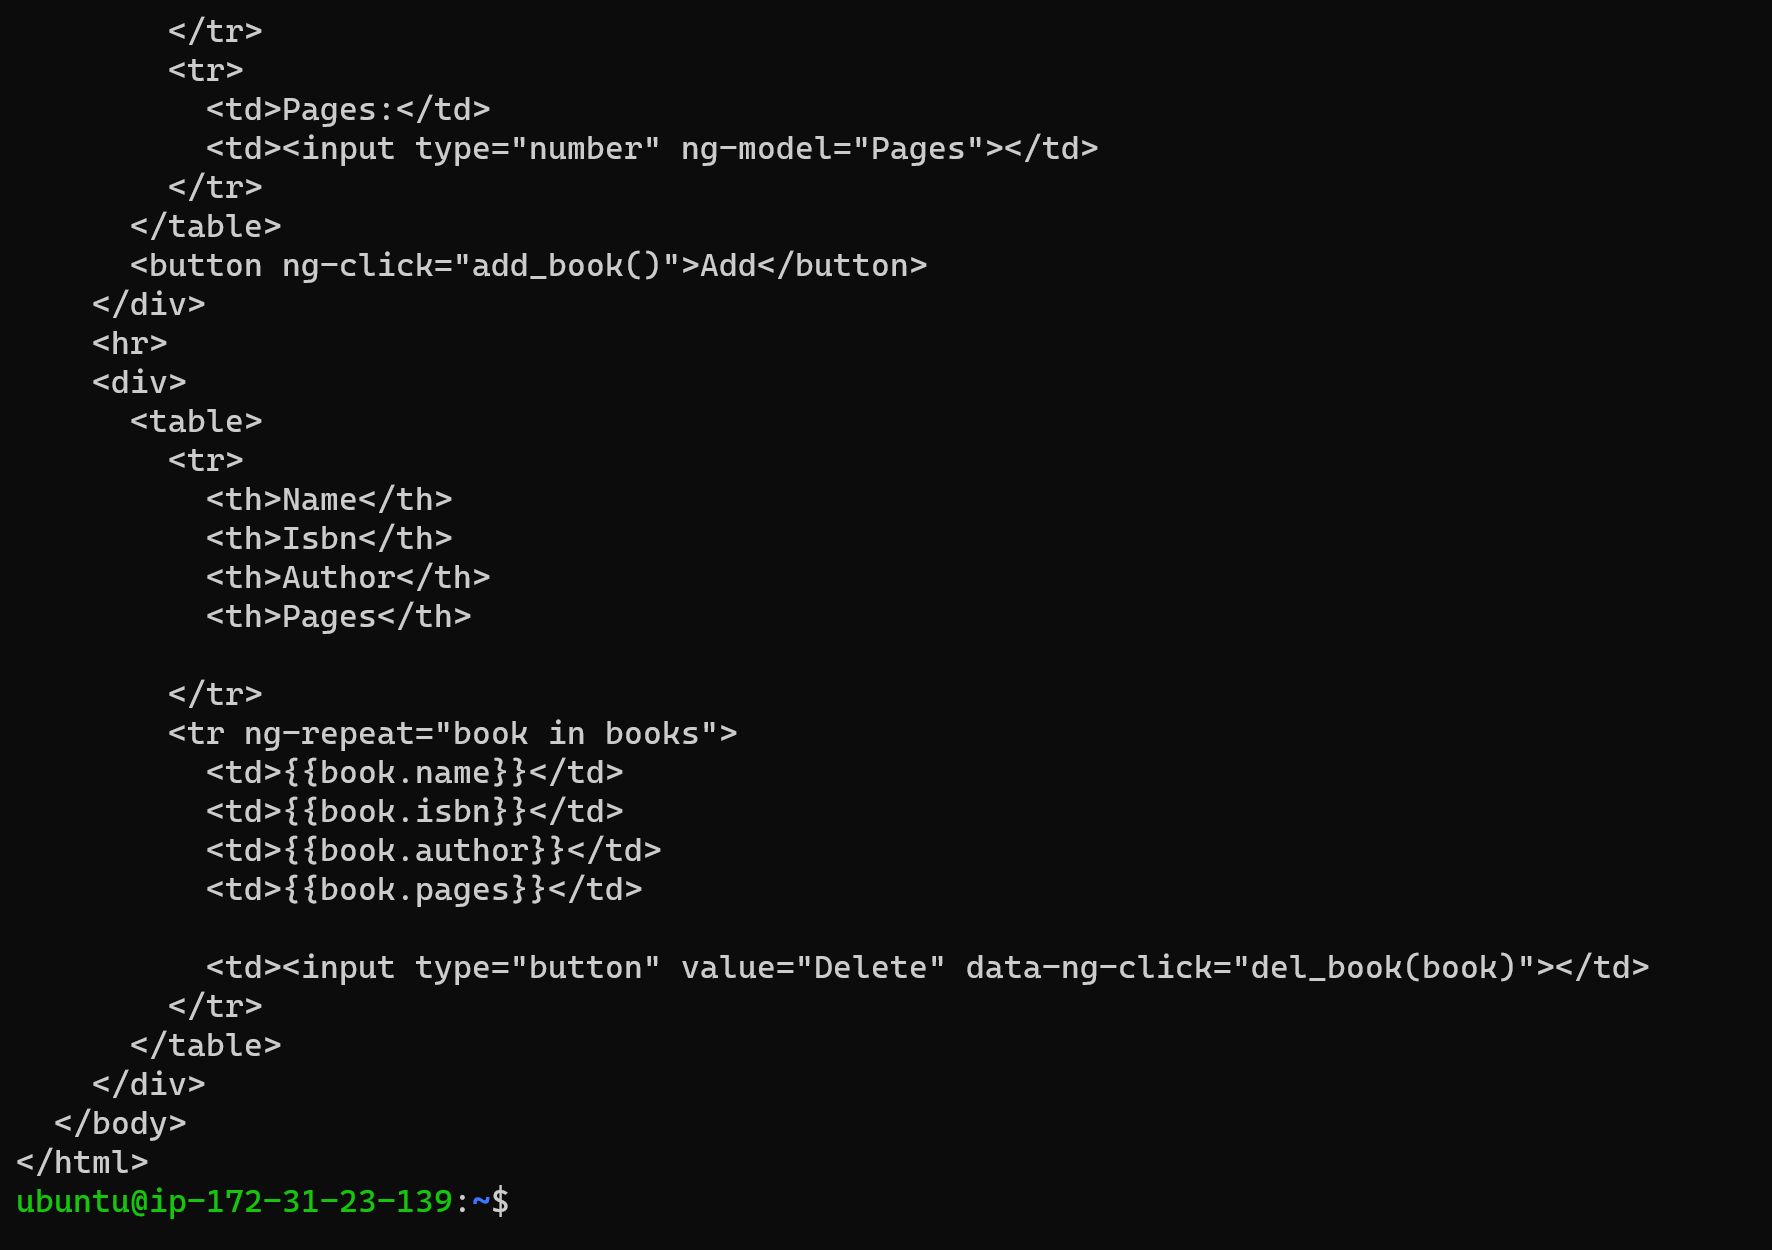 </tr>
        <tr>
          <td>Pages:</td>
          <td><input type="number" ng-model="Pages"></td>
        </tr>
      </table>
      <button ng-click="add_book()">Add</button>
    </div>
    <hr>
    <div>
      <table>
        <tr>
          <th>Name</th>
          <th>Isbn</th>
          <th>Author</th>
          <th>Pages</th>

        </tr>
        <tr ng-repeat="book in books">
          <td>{{book.name}}</td>
          <td>{{book.isbn}}</td>
          <td>{{book.author}}</td>
          <td>{{book.pages}}</td>

          <td><input type="button" value="Delete" data-ng-click="del_book(book)"></td>
        </tr>
      </table>
    </div>
  </body>
</html>
ubuntu@ip-172-31-23-139:~$